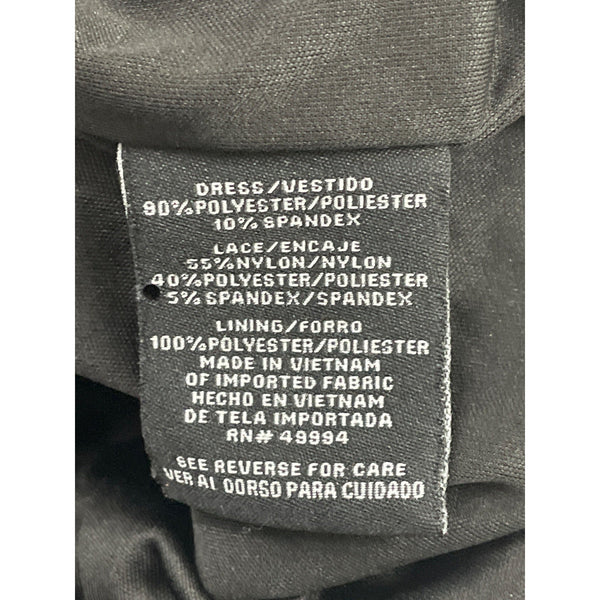 DRESS/VESTIDO
90%POLYESTER/POLIESTER
10% SPANDEX
LACE/ENCAJE
55%NYLON/NYLON
40%POLYESTER/POLIESTER
5% SPANDEX/SPANDEX
LINING/FORRO
100%POLYESTER/POLIESTER
MADE IN VIETNAM
OF IMPORTED FABRIC
HECHO EN VIETNAM
DE TELA IMPORTADA
RN# 49994
SEE REVERSE FOR CARE
VER AL DORSO PARA CUIDADO